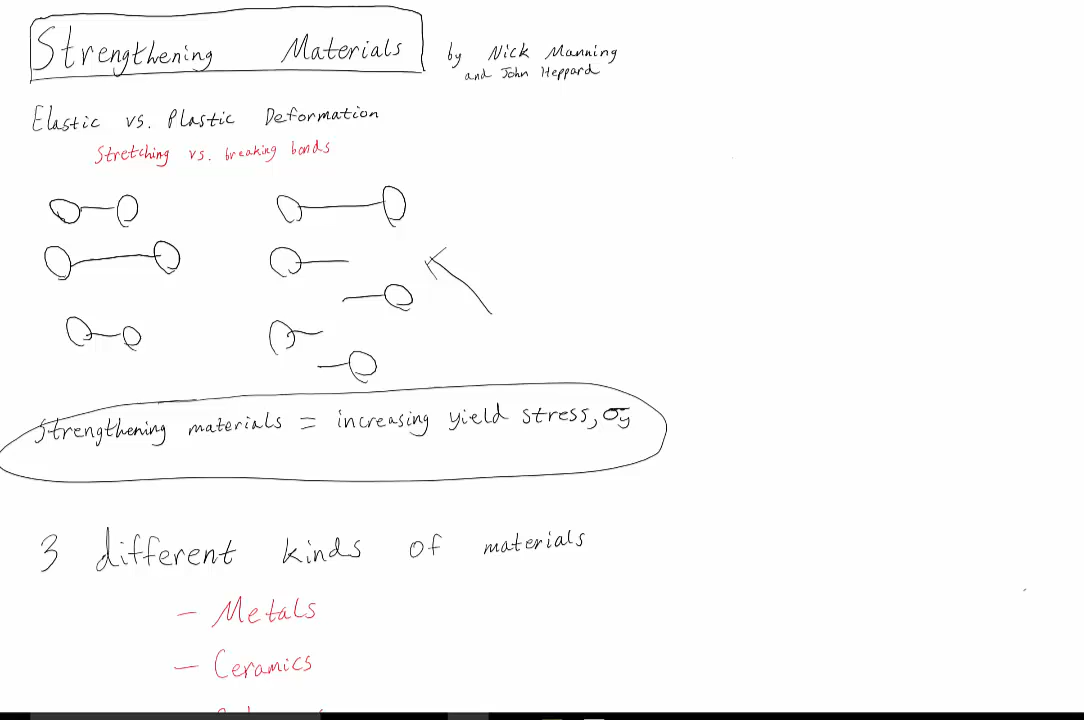 Strengthening Materials
by Nick Manning
and John Heppard
Elastic vs. Plastic Deformation
Stretching vs. breaking bonds
Strengthening materials = increasing yield stress, σy
3 different kinds of materials
- Metals
- Ceramics